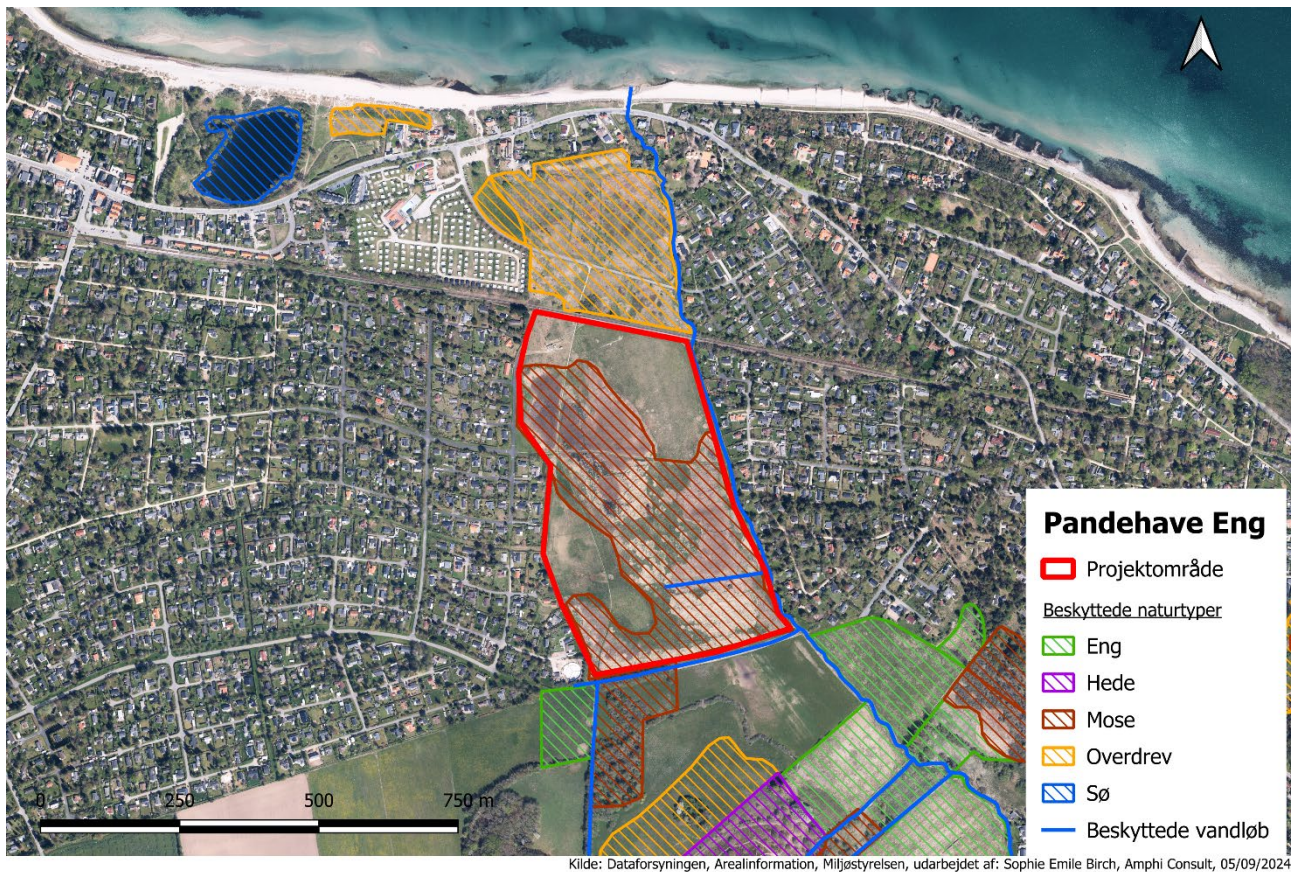 Pandehave Eng
Projektområde
Beskyttede naturtyper
Eng
Hede
Mose
Overdrev
Sø
Beskyttede vandløb
0 250 500 750 m
Kilde: Dataforsyningen, Arealinformation, Miljøstyrelsen, udarbejdet af: Sophie Emile Birch, Amphi Consult, 05/09/2024